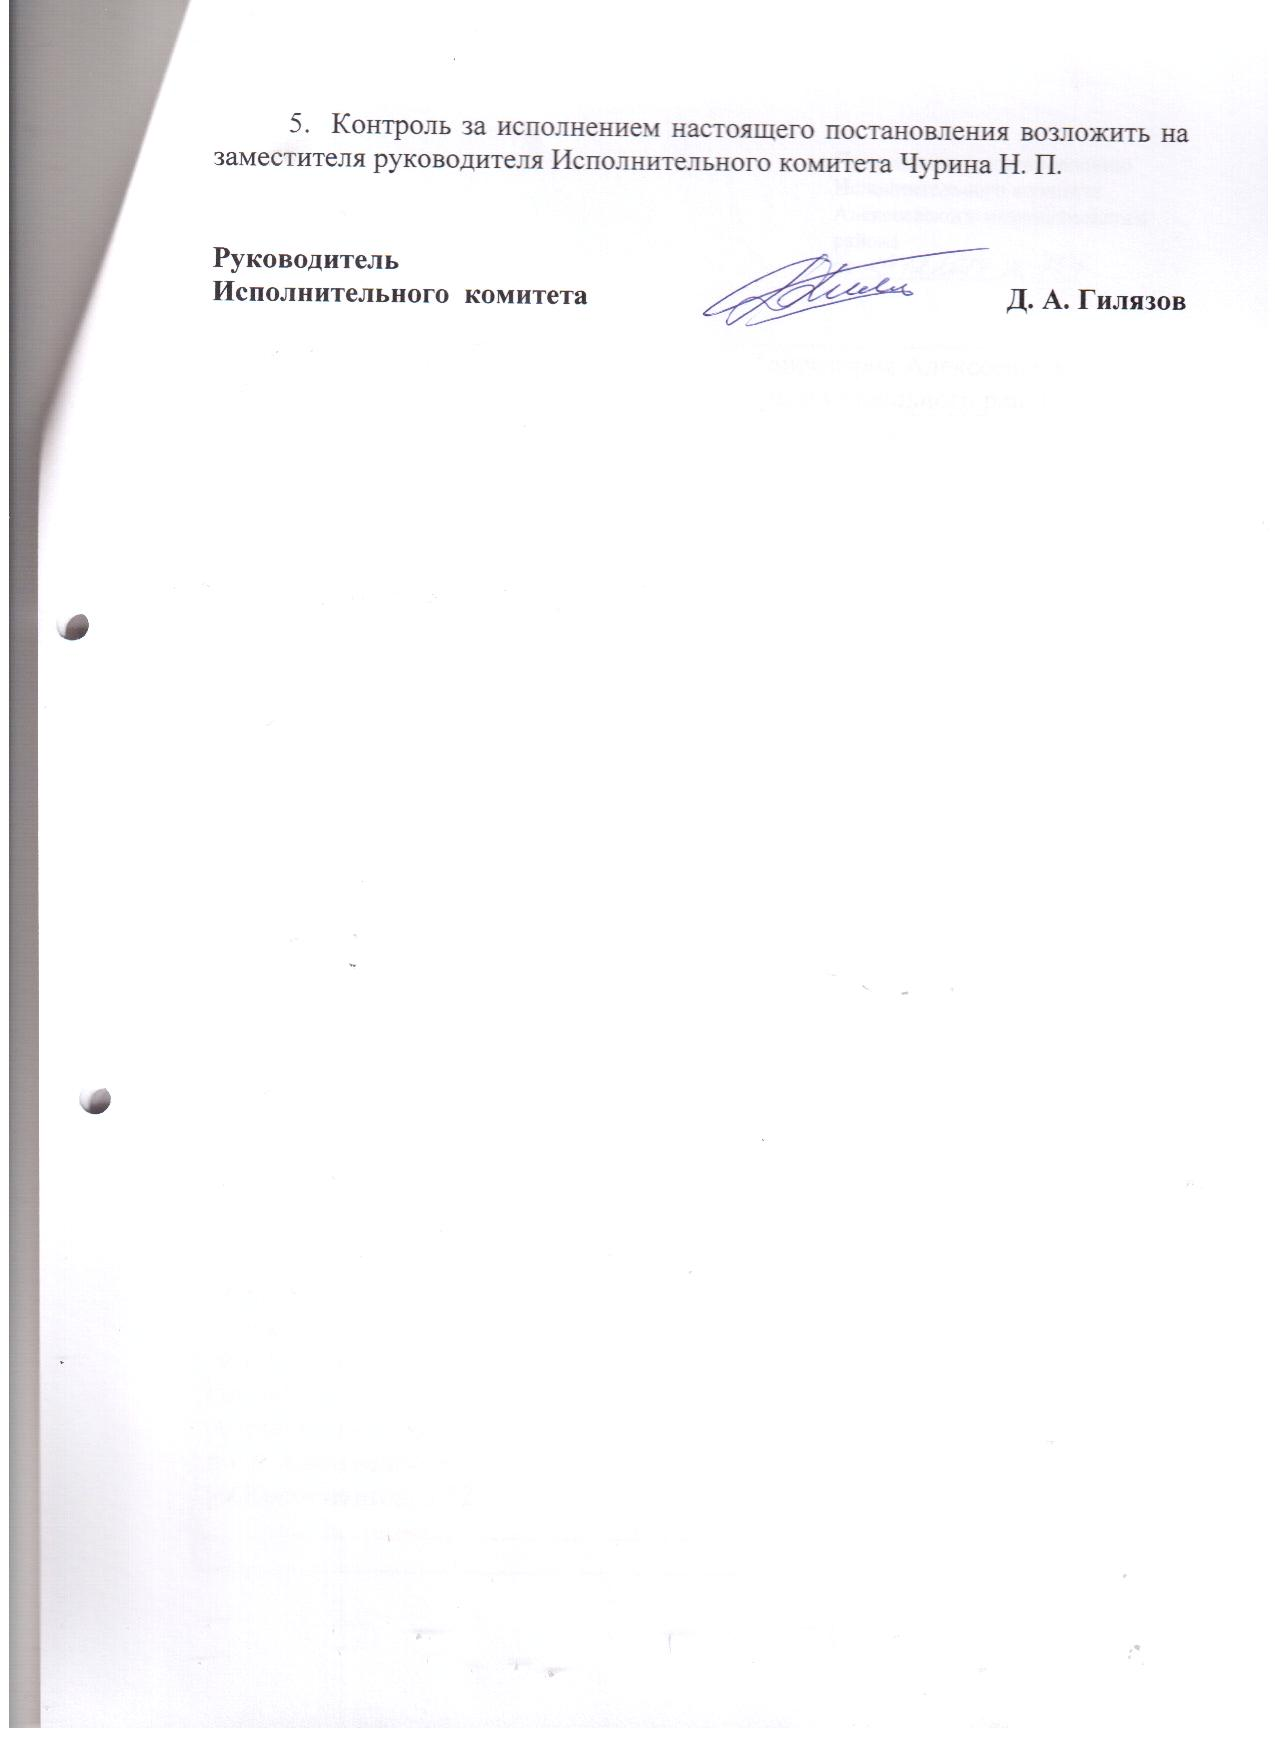 5. Контроль за исполнением настоящего постановления возложить на
заместителя руководителя Исполнительного комитета Чурина Н. П.
Руководитель
Исполнительного комитета Д. А. Гилязов